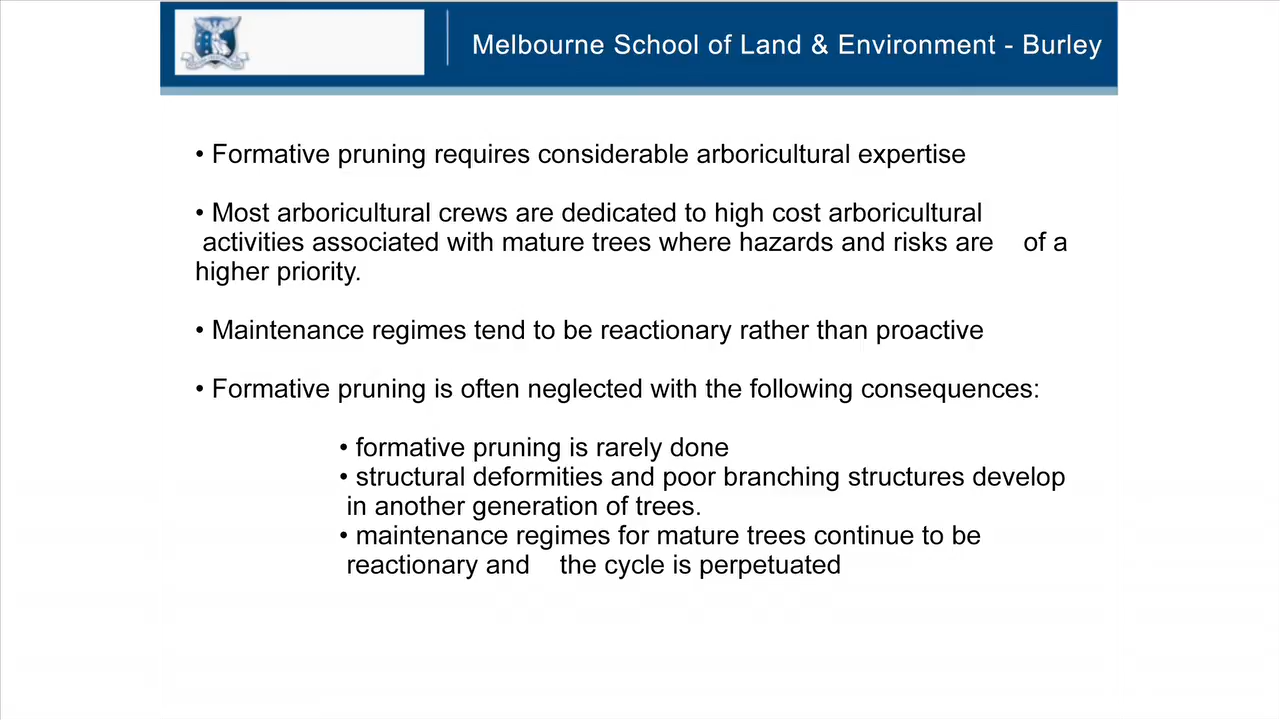 Melbourne School of Land & Environment - Burley
• Formative pruning requires considerable arboricultural expertise
• Most arboricultural crews are dedicated to high cost arboricultural
activities associated with mature trees where hazards and risks are of a
higher priority.
• Maintenance regimes tend to be reactionary rather than proactive
• Formative pruning is often neglected with the following consequences:
• formative pruning is rarely done
• structural deformities and poor branching structures develop
in another generation of trees.
• maintenance regimes for mature trees continue to be
reactionary and the cycle is perpetuated